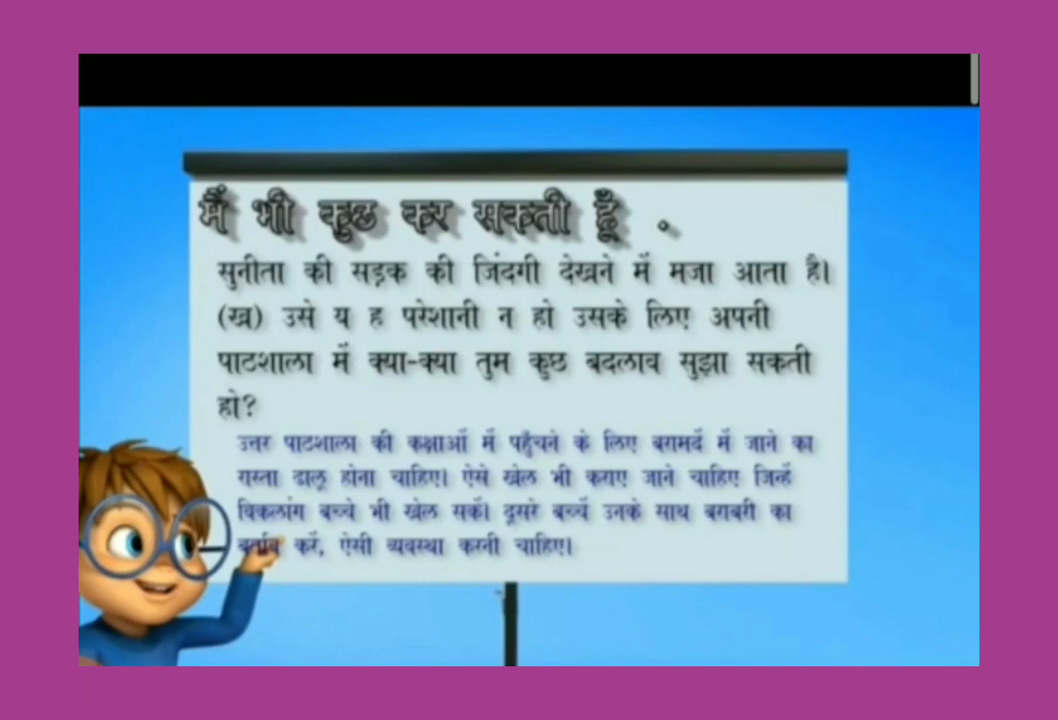 मैं भी कुछ कर सकती हूँ .
सुनीता की सड़क की जिंदगी देखने में मजा आता है।
(ख) उसे य ह परेशानी न हो उसके लिए अपनी
पाठशाला में क्या-क्या तुम कुछ बदलाव सुझा सकती
हो?
उत्तर पाठशाला की कक्षाओं में पहुँचने के लिए बरामदें में जाने का
रास्ता ढालू होना चाहिए। ऐसे खेल भी कराए जाने चाहिए जिन्हें
विकलांग बच्चे भी खेल सकें। दूसरे बच्चें उनके साथ बराबरी का
बर्ताव करें, ऐसी व्यवस्था करनी चाहिए।